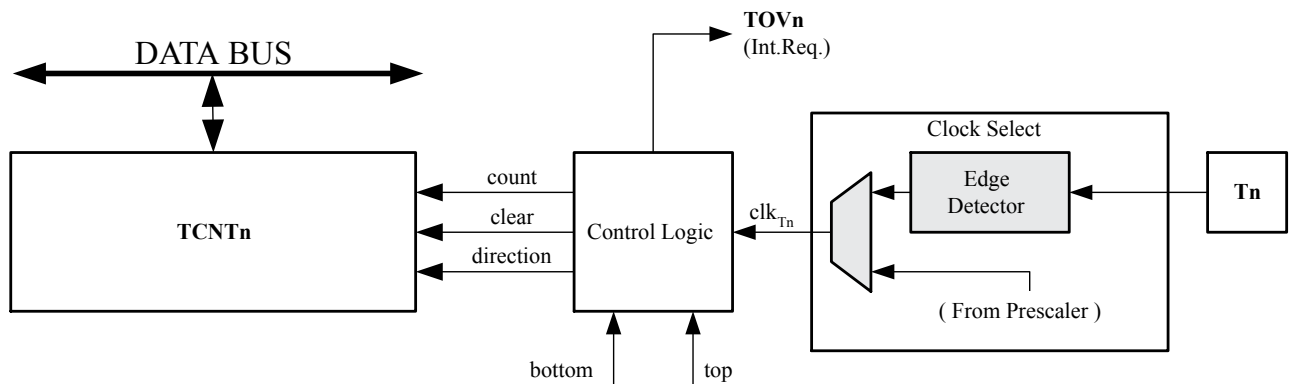 TOVn
(Int.Req.)
DATA BUS
Clock Select
Edge
Detector
Tn
count
clear
direction
TCNTn
Control Logic
clkTn
( From Prescaler )
bottom
top